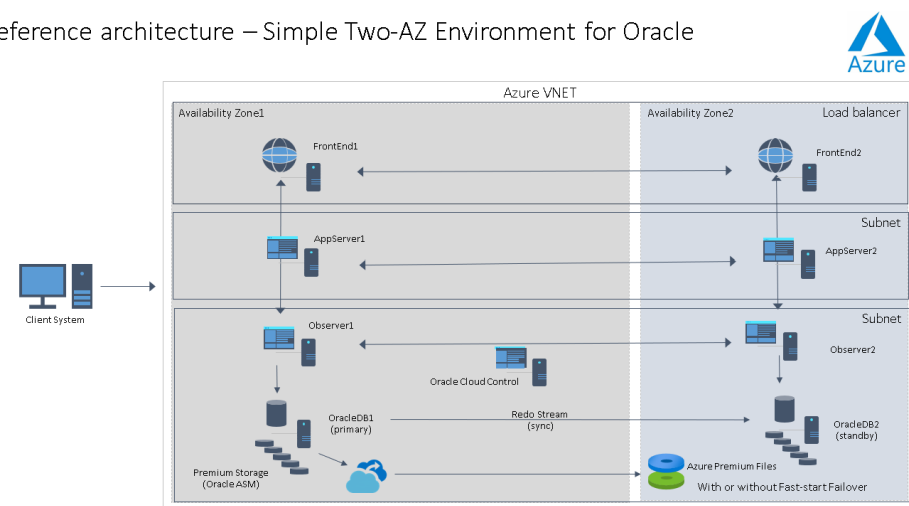 eference architecture – Simple Two-AZ Environment for Oracle
Azure
Azure VNET
Availability Zone1
Availability Zone2
Load balancer
FrontEnd1
FrontEnd2
Subnet
AppServer1
AppServer2
Client System
Subnet
Observer1
Observer2
Oracle Cloud Control
OracleDB1
(primary)
Redo Stream
(sync)
OracleDB2
(standby)
Premium Storage
(Oracle ASM)
Azure Premium Files
With or without Fast-start Failover